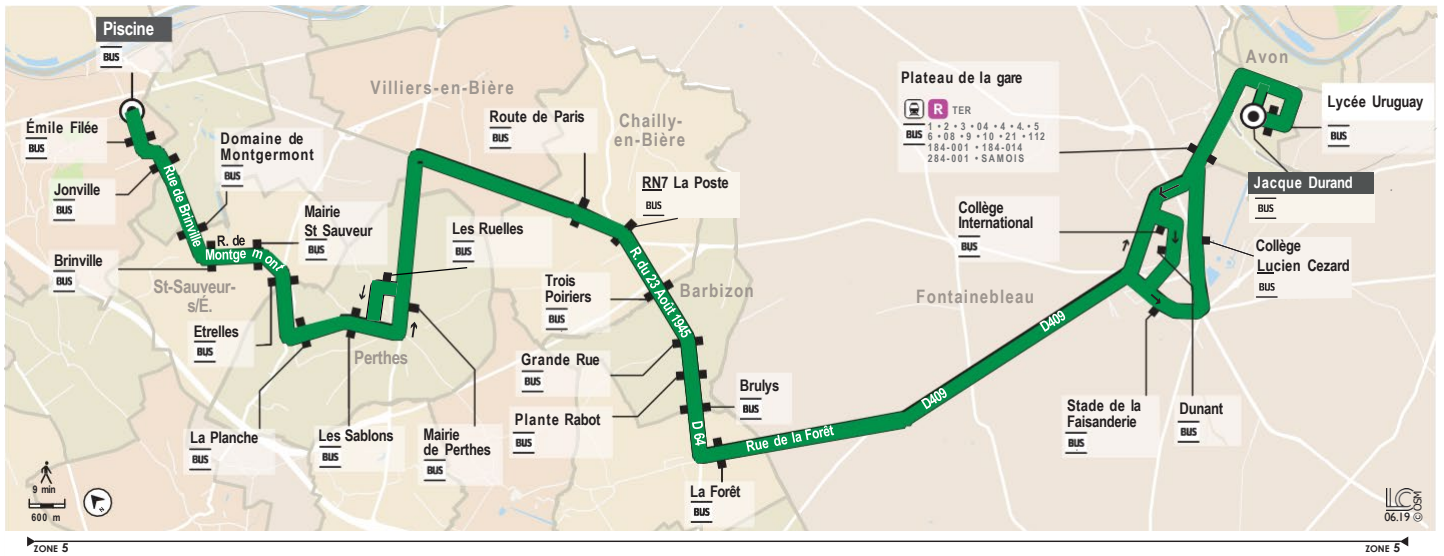 Piscine
BUS
Émile Filée
BUS
Jonville
BUS
Domaine de
Montgermont
BUS
Rue de Brinville
Brinville
BUS
R. de
Montge m ont
Mairie
St Sauveur
BUS
St-Sauveur-
s/É.
Etrelles
BUS
La Planche
BUS
Les Sablons
BUS
Perthes
Mairie
de Perthes
BUS
Les Ruelles
BUS
Villiers-en-Bière
Route de Paris
BUS
Chailly-
en-Bière
RN7 La Poste
BUS
R. du 23 Août 1945
Trois
Poiriers
BUS
Barbizon
Grande Rue
BUS
Plante Rabot
BUS
Brulys
BUS
D 64
La Forêt
BUS
Rue de la Forêt
D409
D409
Fontainebleau
Plateau de la gare
R TER
BUS 1 • 2 • 3 • 04 • 4 • 4. • 5
6 • 08 • 9 • 10 • 21 • 112
184-001 • 184-014
284-001 • SAMOIS
Collège
International
BUS
Stade de la
Faisanderie
BUS
Dunant
BUS
Collège
Lucien Cezard
BUS
Avon
Lycée Uruguay
BUS
Jacque Durand
BUS
9 min
600 m
N
LC
06.19 © OSM
ZONE 5
ZONE 5